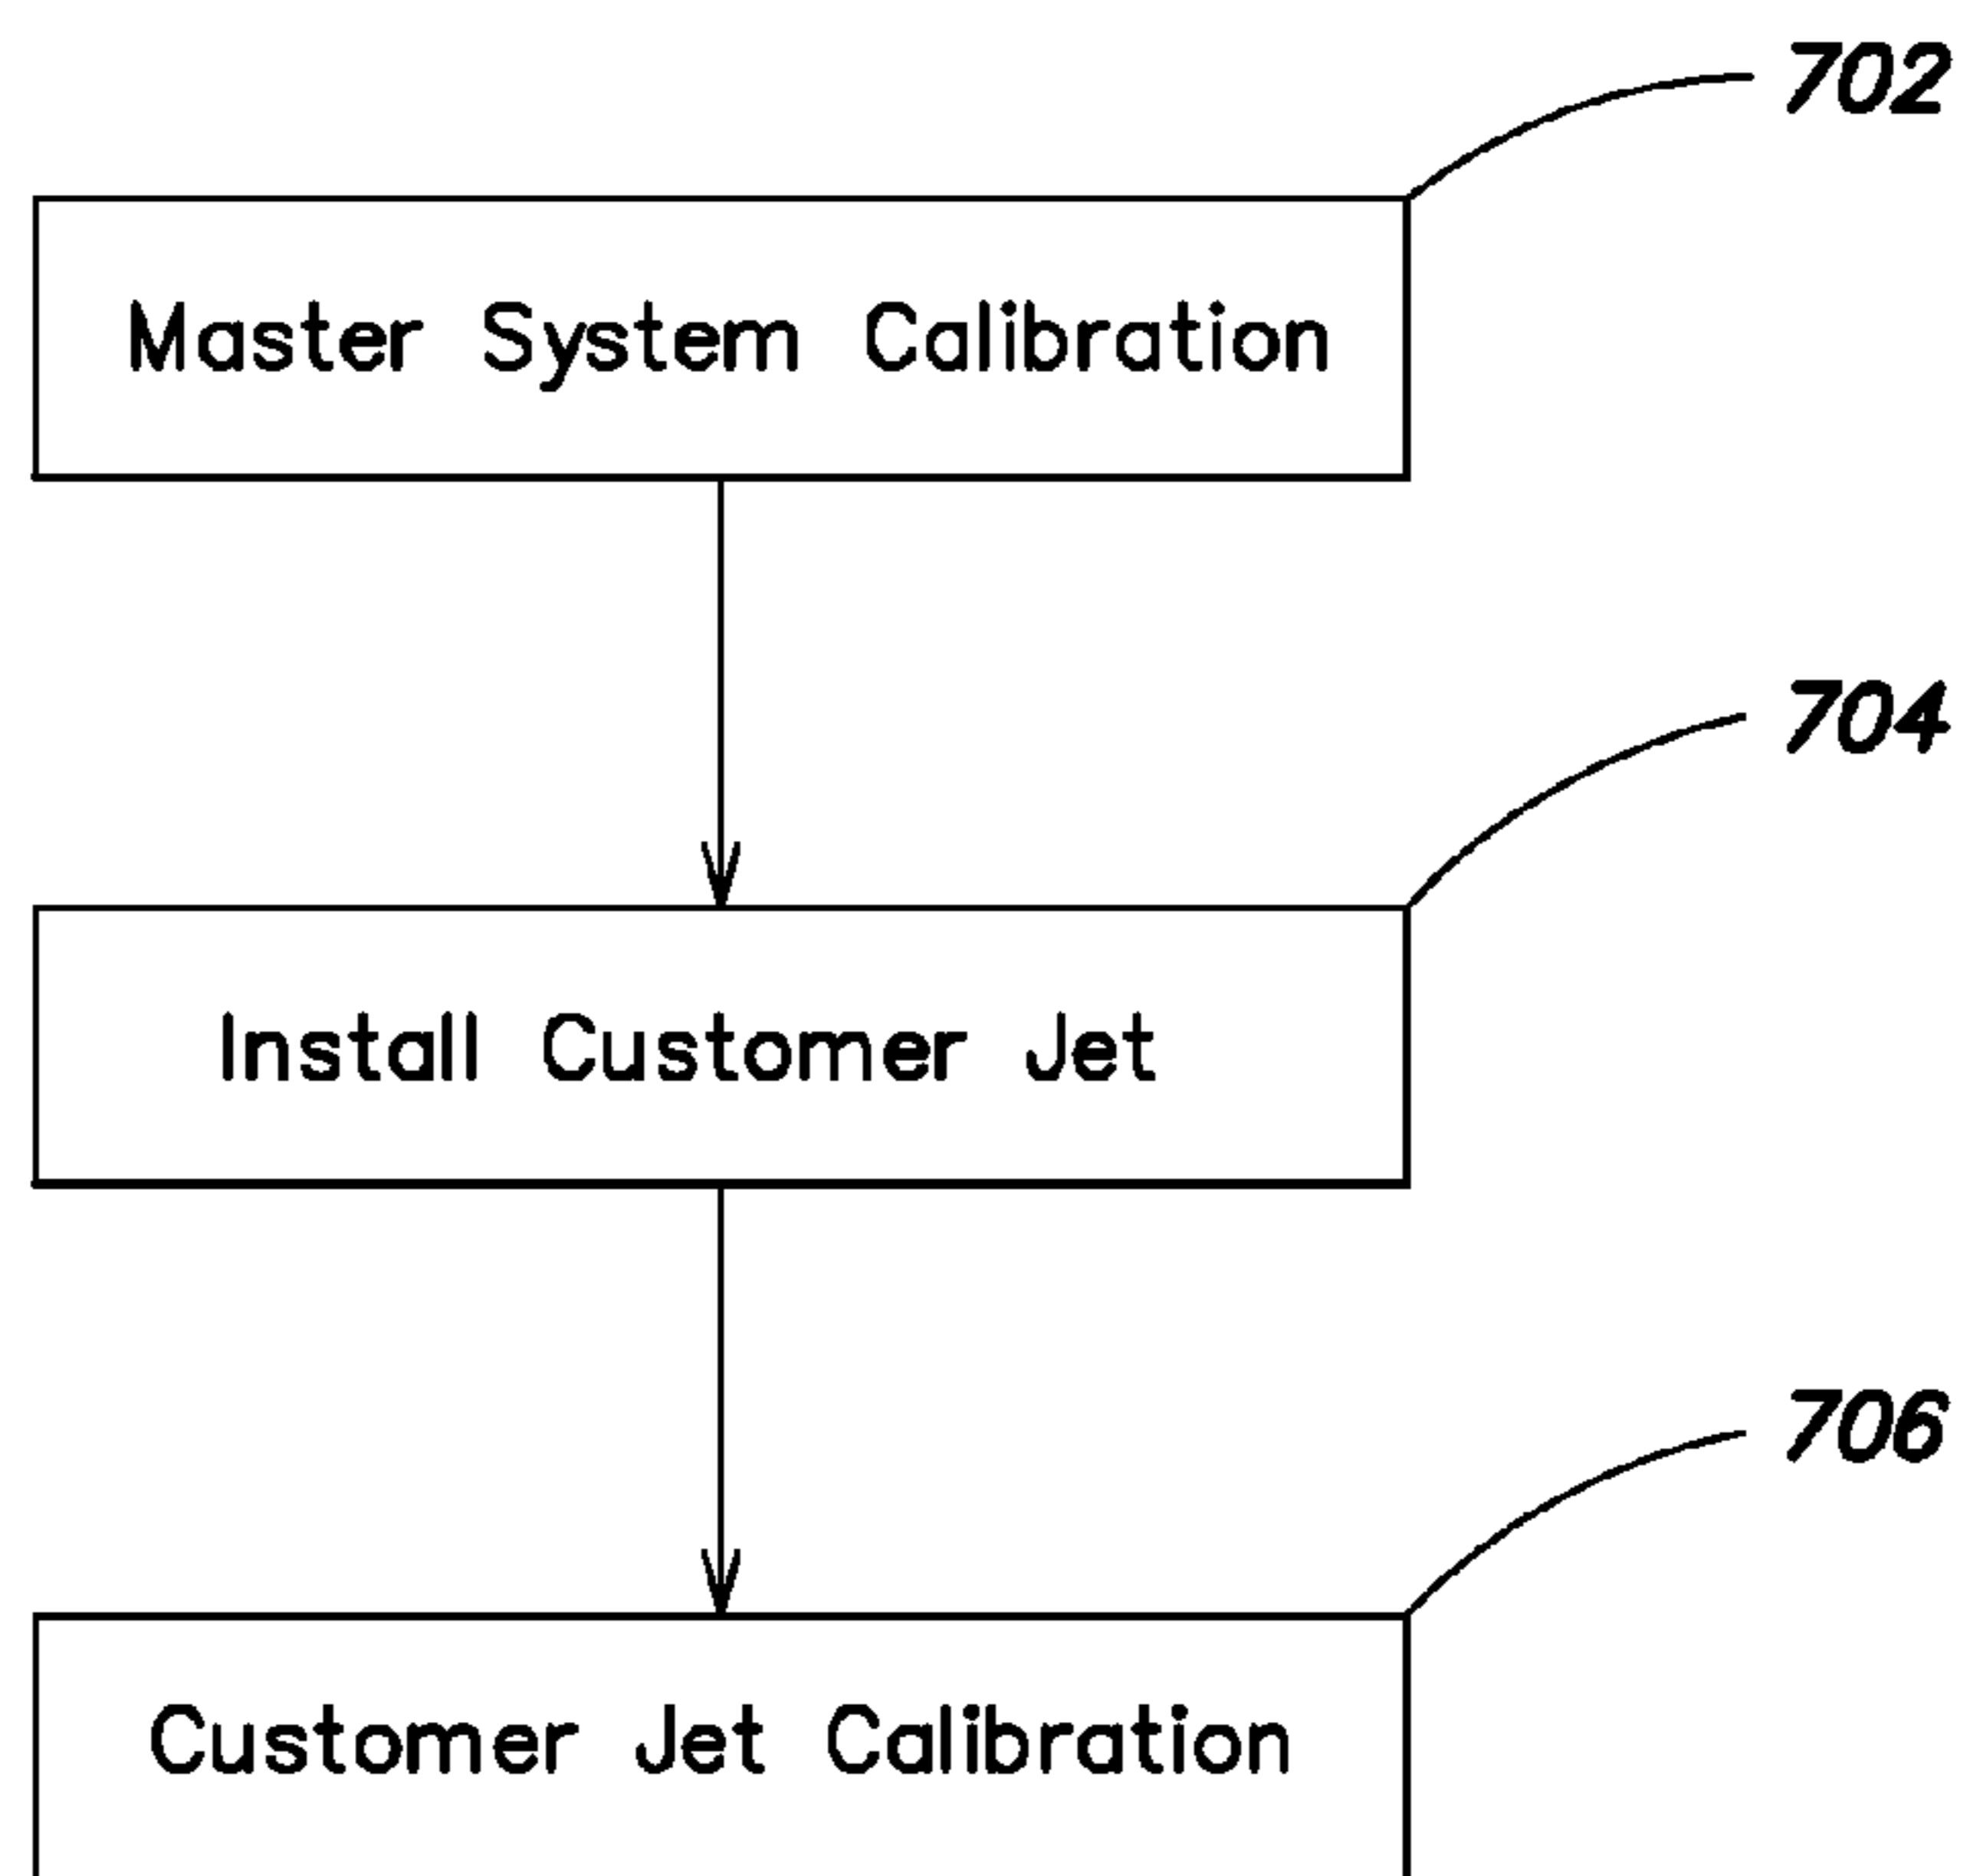 702
Master System Calibration
704
Install Customer Jet
706
Customer Jet Calibration